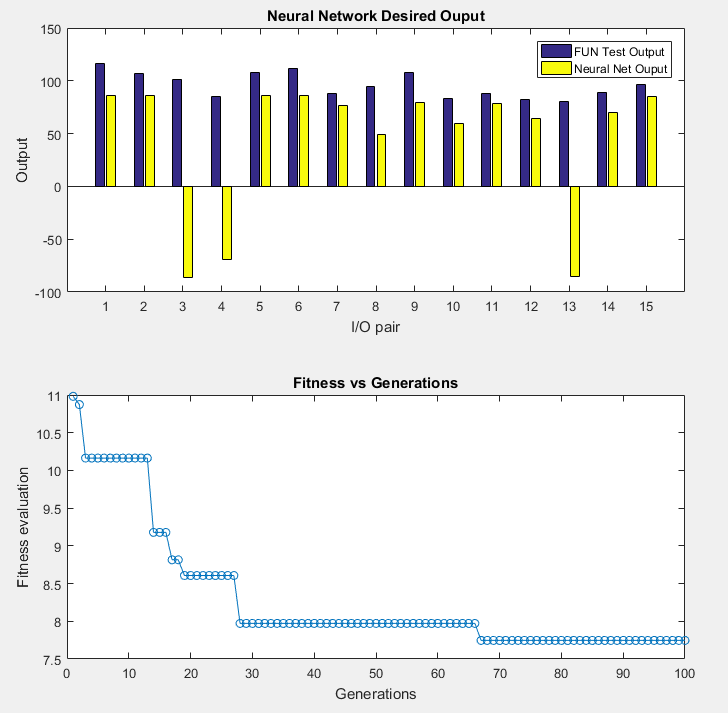 Neural Network Desired Ouput
FUN Test Output
Neural Net Ouput
Output
150
100
50
0
-50
-100
1 2 3 4 5 6 7 8 9 10 11 12 13 14 15
I/O pair
Fitness vs Generations
Fitness evaluation
11
10.5
10
9.5
9
8.5
8
7.5
0 10 20 30 40 50 60 70 80 90 100
Generations